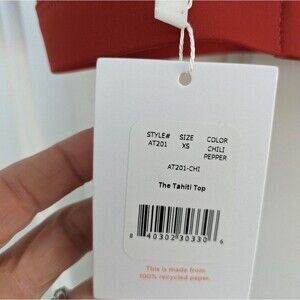 STYLE# SIZE COLOR
AT201 XS CHILI
PEPPER
AT201-CHI
The Tahiti Top
8 40302 30330 6
This is made from
100% recycled paper.